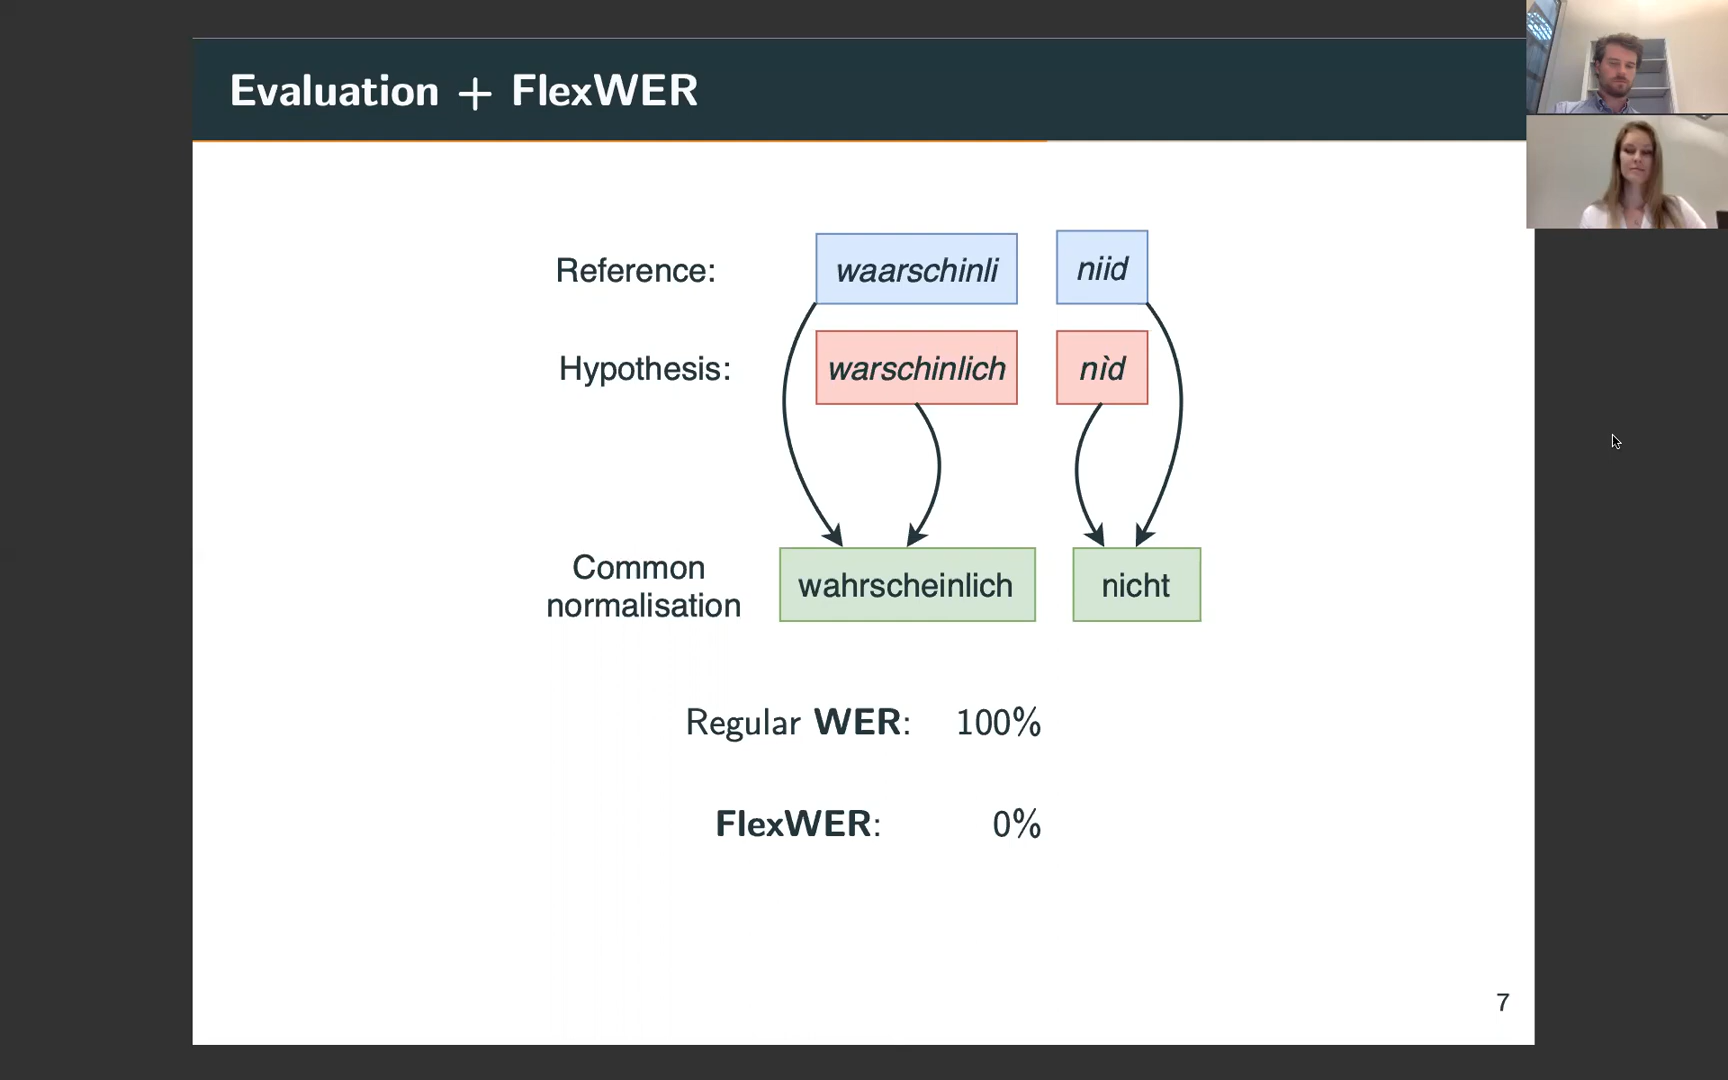 Evaluation + FlexWER
Reference: waarschinli niid
Hypothesis: warschinlich nìd
Common
normalisation
wahrscheinlich nicht
Regular WER: 100%
FlexWER: 0%
7